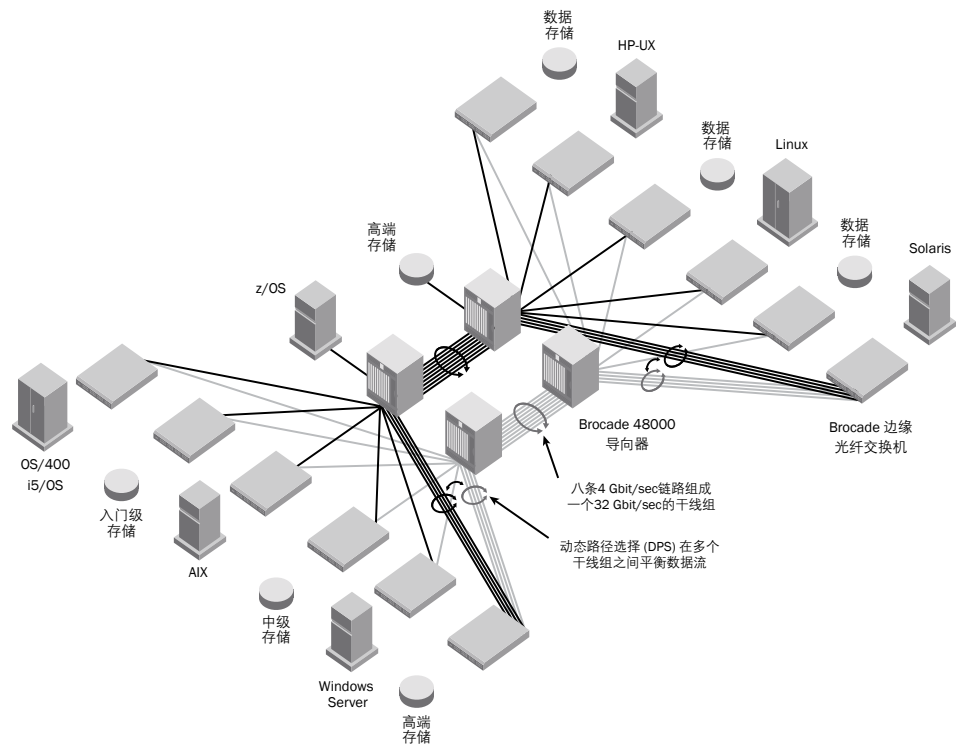 数据
存储
HP-UX
数据
存储
Linux
数据
存储
Solaris
高端
存储
z/OS
OS/400
i5/OS
入门级
存储
AIX
中级
存储
Windows
Server
高端
存储
Brocade 48000
导向器
Brocade 边缘
光纤交换机
八条4 Gbit/sec链路组成
一个32 Gbit/sec的干线组
动态路径选择 (DPS) 在多个
干线组之间平衡数据流